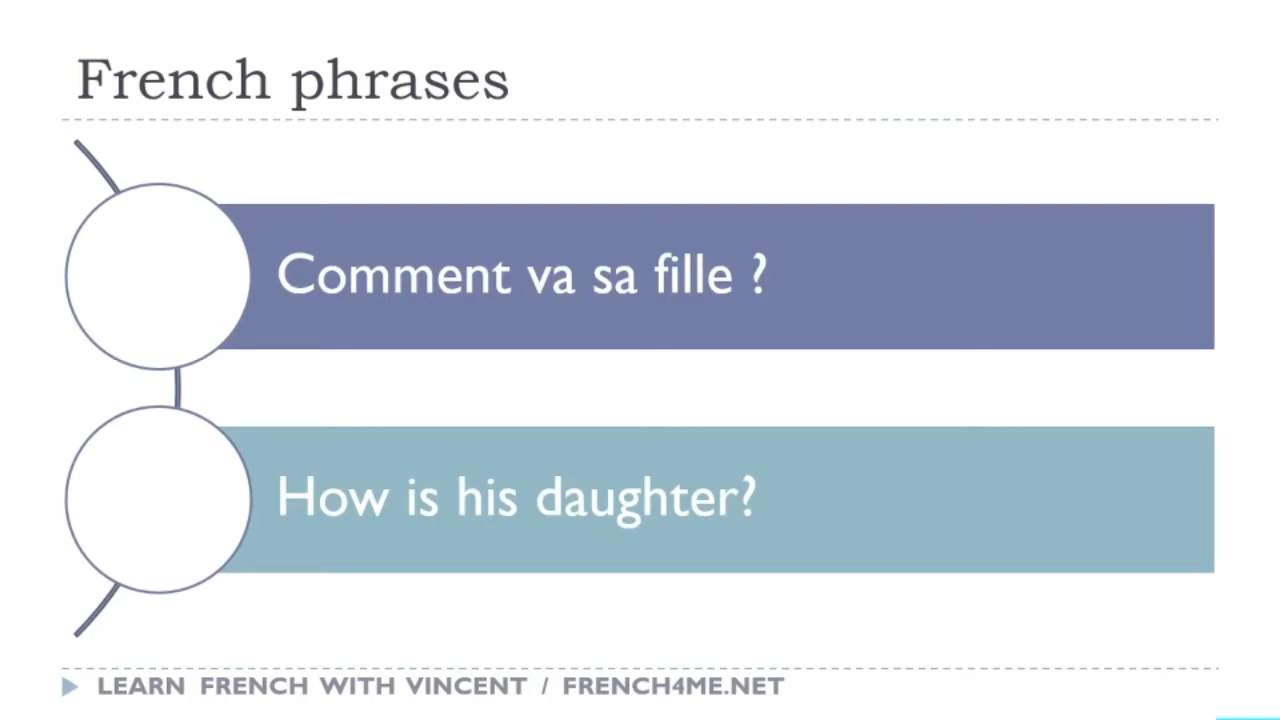 French phrases
Comment va sa fille ?
How is his daughter?
LEARN FRENCH WITH VINCENT / FRENCH4ME.NET